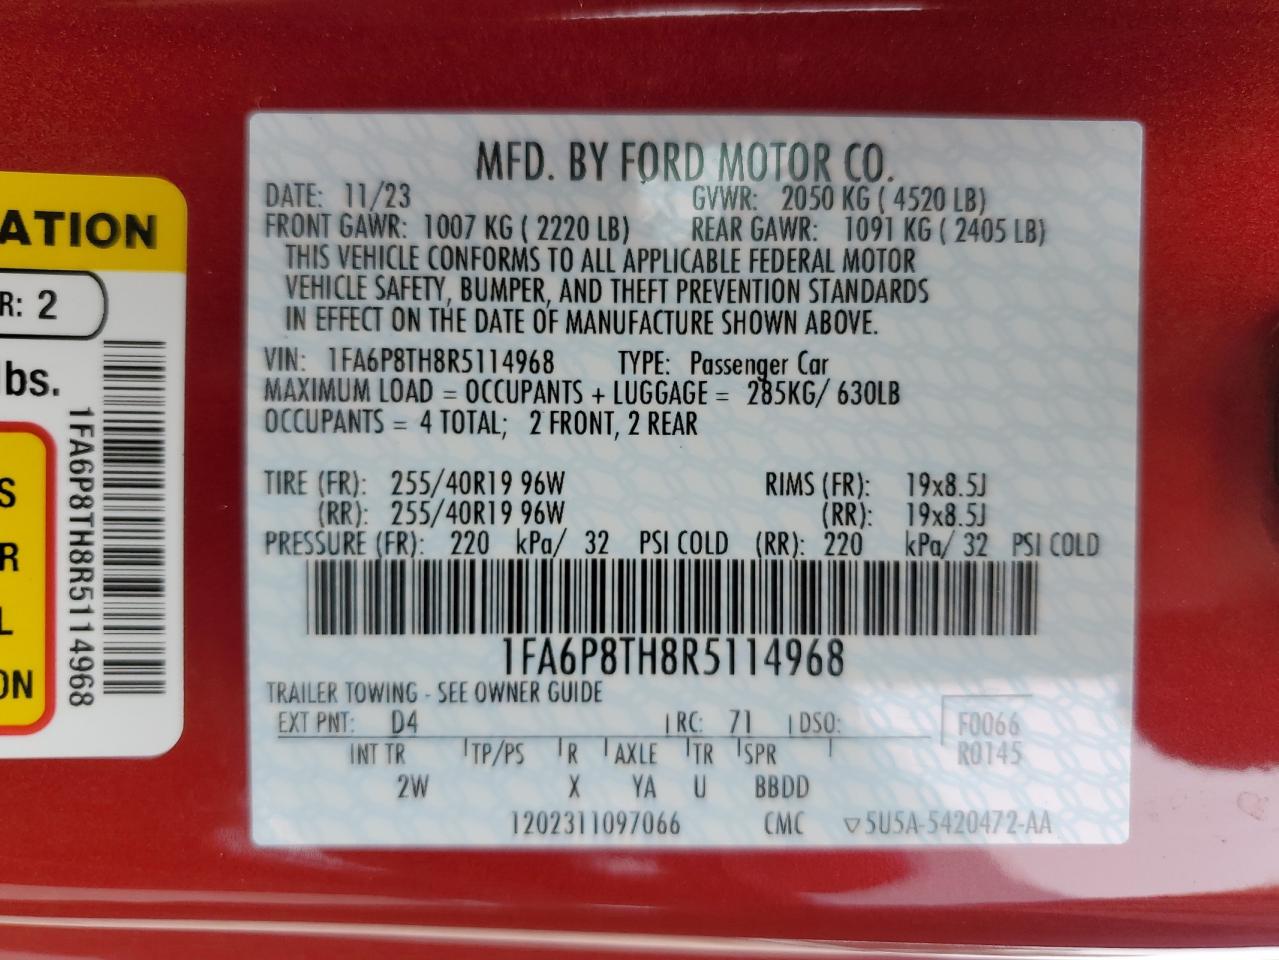 ATION
R: 2
lbs.
S
R
L
ON
1FA6P8TH8R5114968
MFD. BY FORD MOTOR CO.
DATE: 11/23 GVWR: 2050 KG ( 4520 LB)
FRONT GAWR: 1007 KG ( 2220 LB) REAR GAWR: 1091 KG ( 2405 LB)
THIS VEHICLE CONFORMS TO ALL APPLICABLE FEDERAL MOTOR
VEHICLE SAFETY, BUMPER, AND THEFT PREVENTION STANDARDS
IN EFFECT ON THE DATE OF MANUFACTURE SHOWN ABOVE.
VIN: 1FA6P8TH8R5114968 TYPE: Passenger Car
MAXIMUM LOAD = OCCUPANTS + LUGGAGE = 285KG/ 630LB
OCCUPANTS = 4 TOTAL; 2 FRONT, 2 REAR
TIRE (FR): 255/40R19 96W RIMS (FR): 19x8.5J
(RR): 255/40R19 96W (RR): 19x8.5J
PRESSURE (FR): 220 kPa/ 32 PSI COLD (RR): 220 kPa/ 32 PSI COLD
1FA6P8TH8R5114968
TRAILER TOWING - SEE OWNER GUIDE
EXT PNT: D4 RC: 71 DSO: F0066
INT TR TP/PS R AXLE TR SPR R0145
2W X YA U BBDD
1202311097066 CMC ▽5U5A-5420472-AA